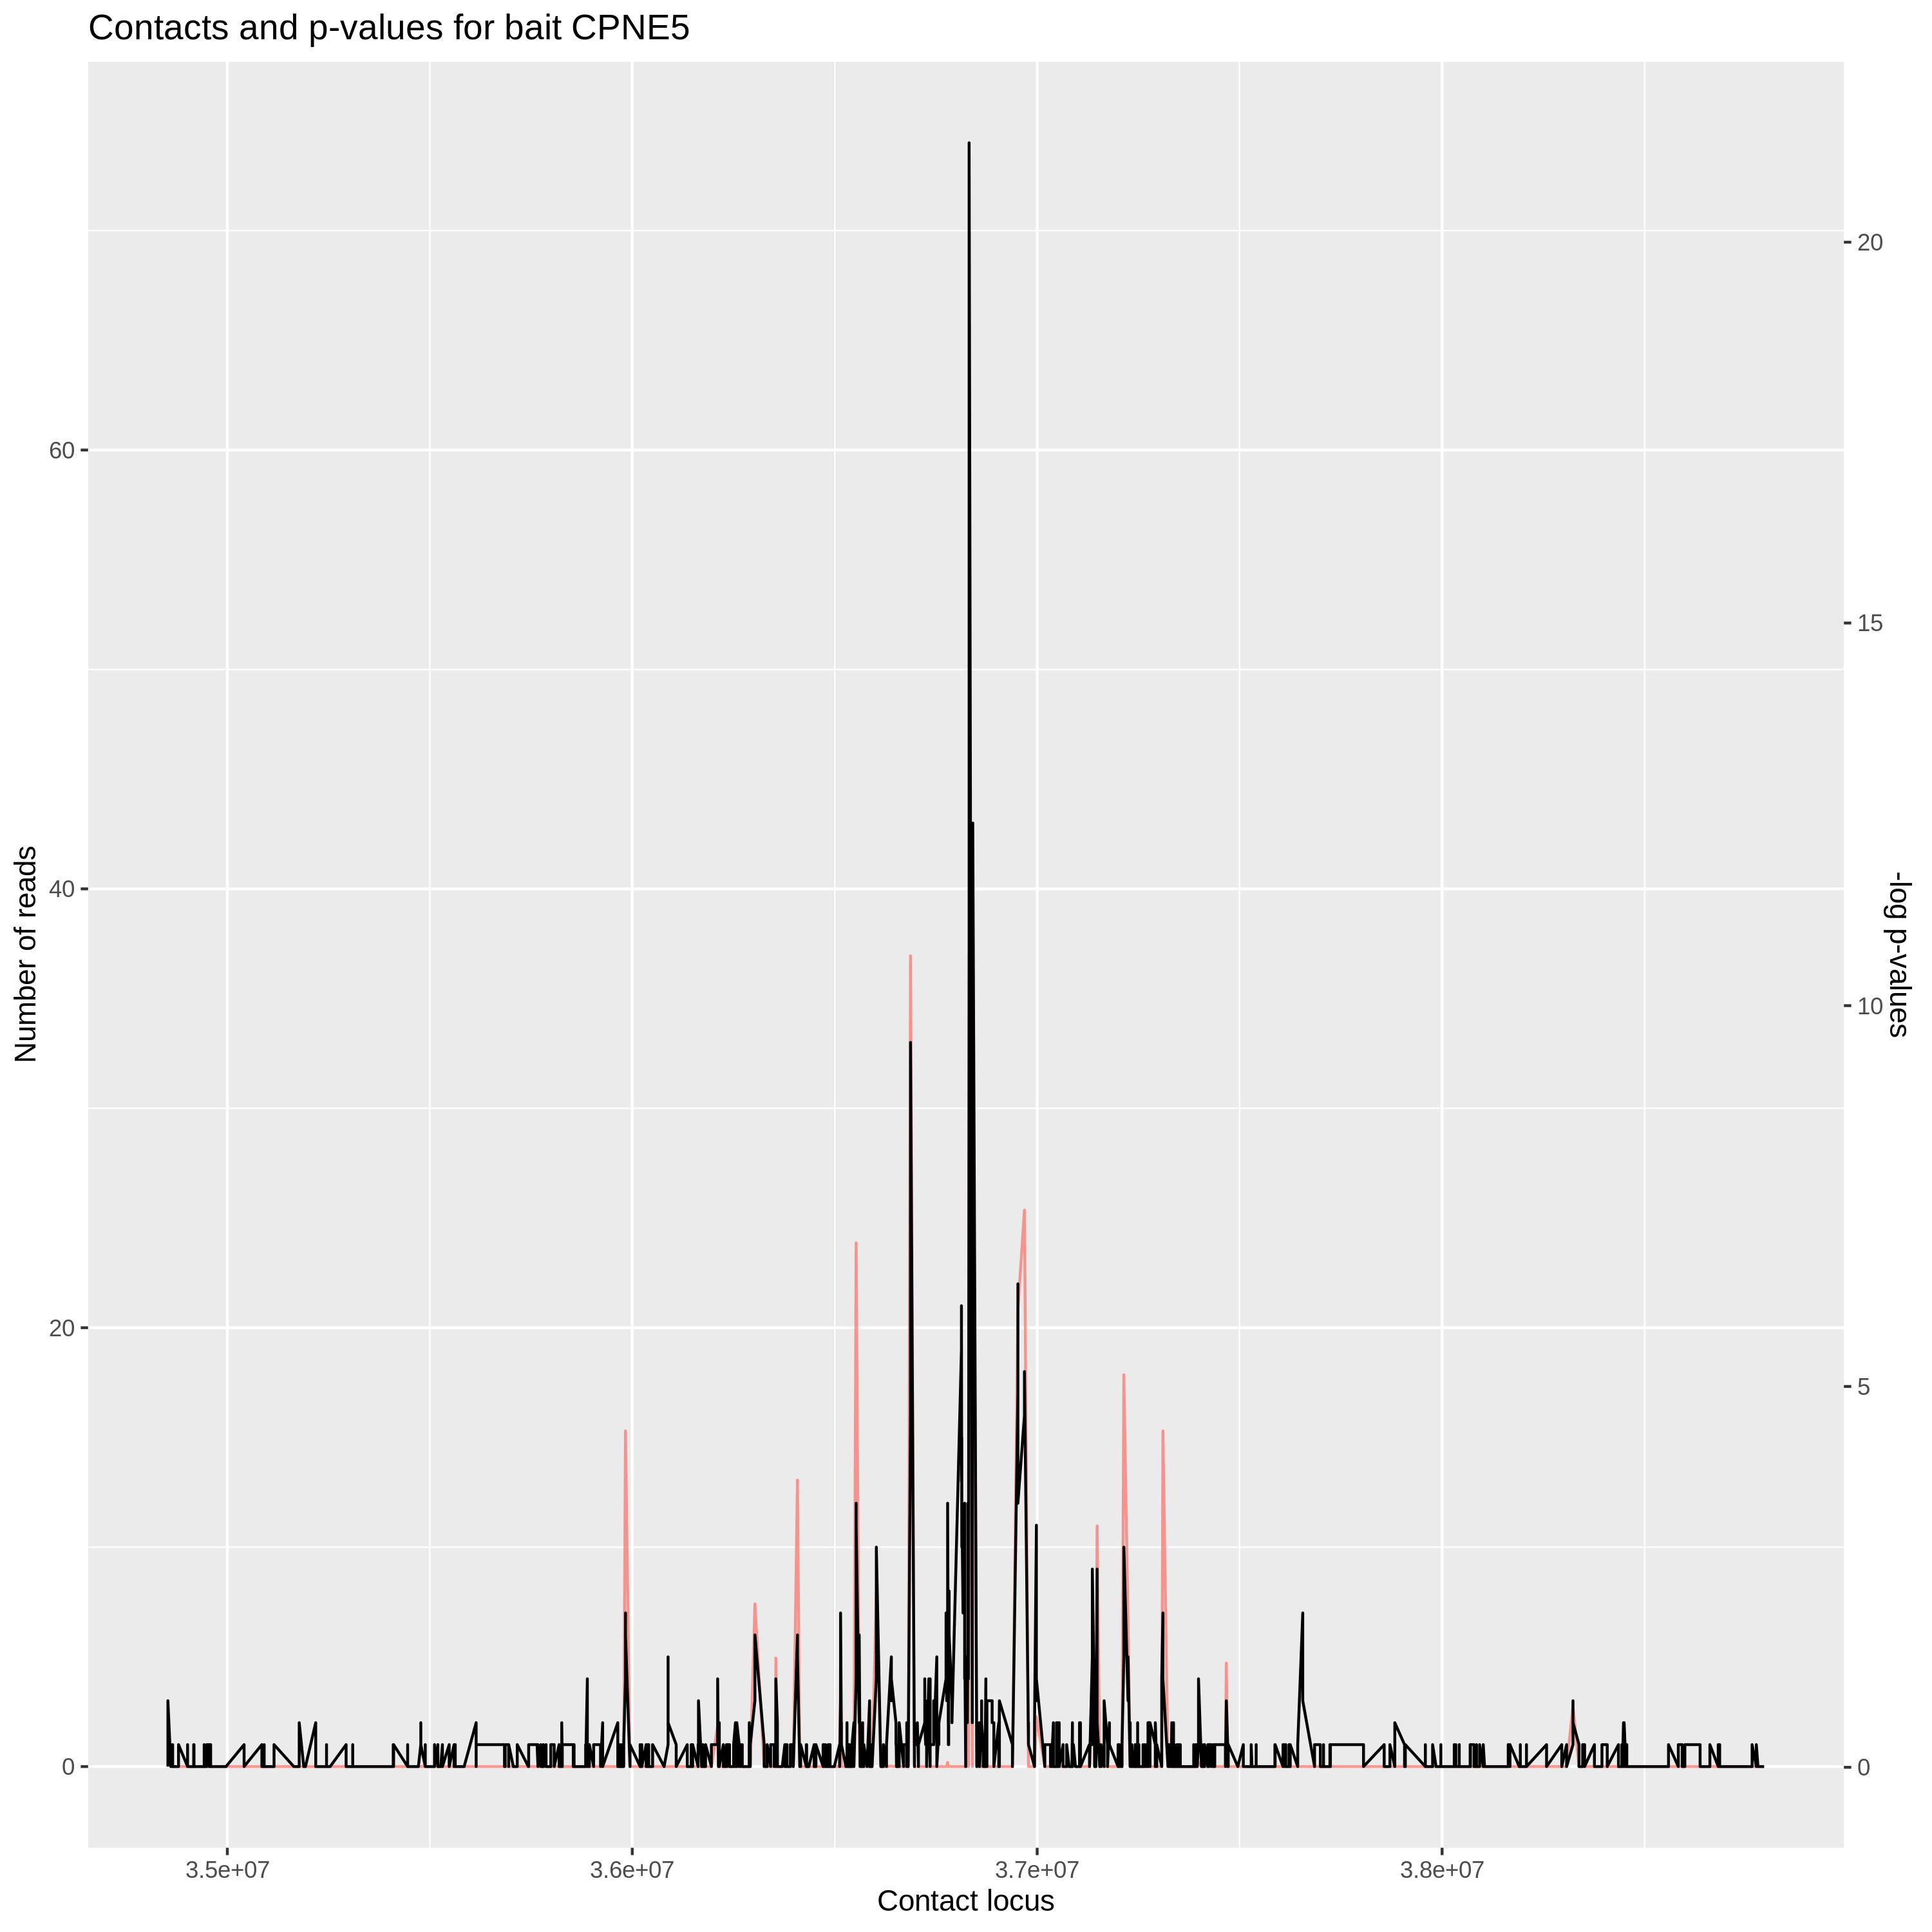 Contacts and p-values for bait CPNE5
Number of reads
60
40
20
0
20
15
10
5
0
-log p-values
3.5e+07
3.6e+07
3.7e+07
3.8e+07
Contact locus